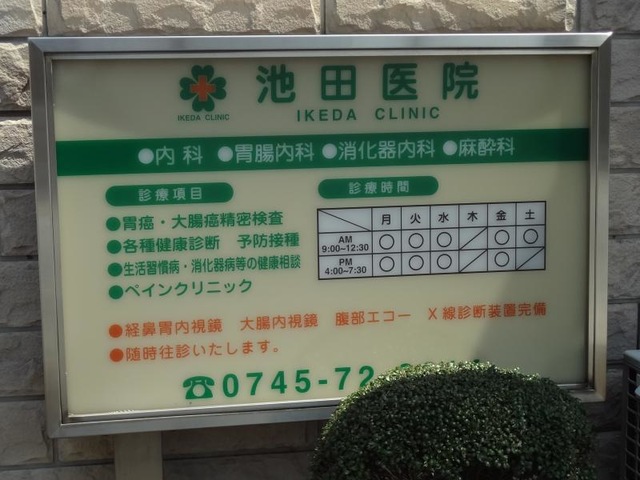 池田医院
IKEDA CLINIC
IKEDA CLINIC
●内科 ●胃腸内科 ●消化器内科 ●麻酔科
診療項目
●胃癌・大腸癌精密検査
●各種健康診断 予防接種
●生活習慣病・消化器病等の健康相談
●ペインクリニック
診療時間
月 火 水 木 金 土
AM 9:00~12:30 ○ ○ ○ ／ ○ ○
PM 4:00~7:30 ○ ○ ○ ／ ○ ／
●経鼻胃内視鏡 大腸内視鏡 腹部エコー X線診断装置完備
●随時往診いたします。
☎0745-72-